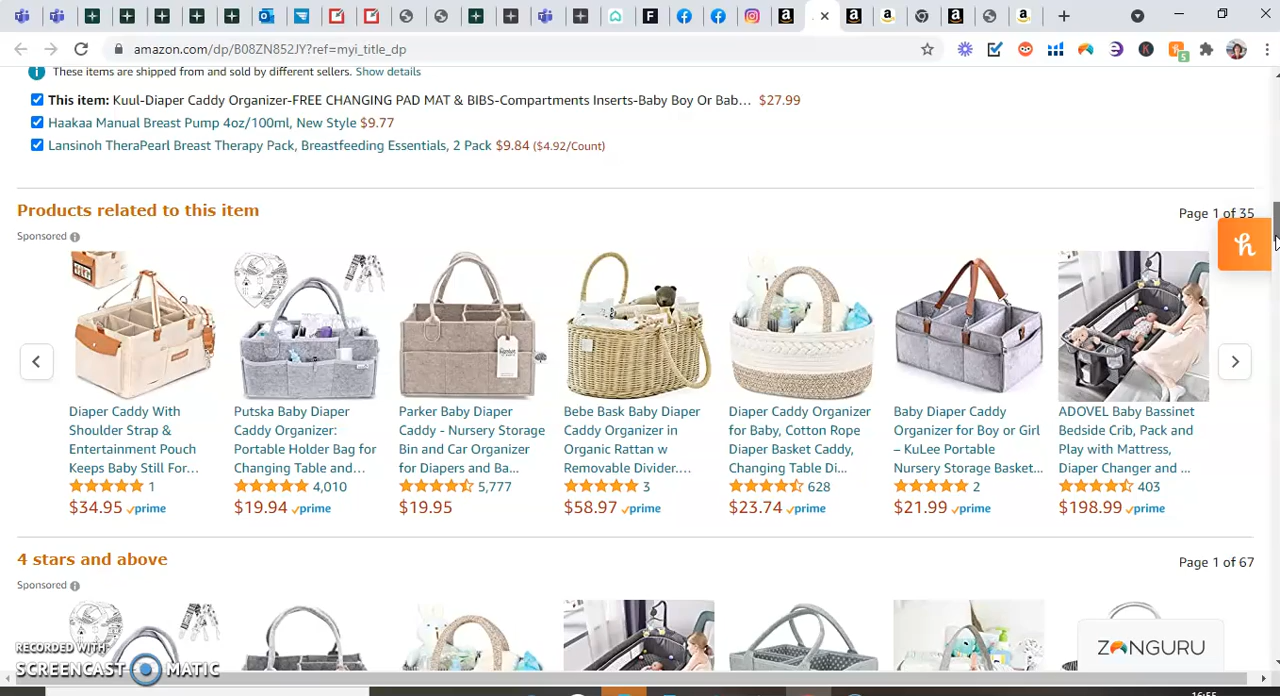 amazon.com/dp/B08ZN852JY?ref=myi_title_dp
These items are shipped from and sold by different sellers. Show details
This item: Kuul-Diaper Caddy Organizer-FREE CHANGING PAD MAT & BIBS-Compartments Inserts-Baby Boy Or Bab... $27.99
Haakaa Manual Breast Pump 4oz/100ml, New Style $9.77
Lansinoh TheraPearl Breast Therapy Pack, Breastfeeding Essentials, 2 Pack $9.84 ($4.92/Count)
Products related to this item
Page 1 of 35
Sponsored
Diaper Caddy With
Shoulder Strap &
Entertainment Pouch
Keeps Baby Still For...
1
$34.95 prime
Putska Baby Diaper
Caddy Organizer:
Portable Holder Bag for
Changing Table and...
4,010
$19.94 prime
Parker Baby Diaper
Caddy - Nursery Storage
Bin and Car Organizer
for Diapers and Ba...
5,777
$19.95
Bebe Bask Baby Diaper
Caddy Organizer in
Organic Rattan w
Removable Divider....
3
$58.97 prime
Diaper Caddy Organizer
for Baby, Cotton Rope
Diaper Basket Caddy,
Changing Table Di...
628
$23.74 prime
Baby Diaper Caddy
Organizer for Boy or Girl
– KuLee Portable
Nursery Storage Basket...
2
$21.99 prime
ADOVEL Baby Bassinet
Bedside Crib, Pack and
Play with Mattress,
Diaper Changer and ...
403
$198.99 prime
4 stars and above
Page 1 of 67
Sponsored
ZONGURU
RECORDED WITH
SCREENCAST MATIC